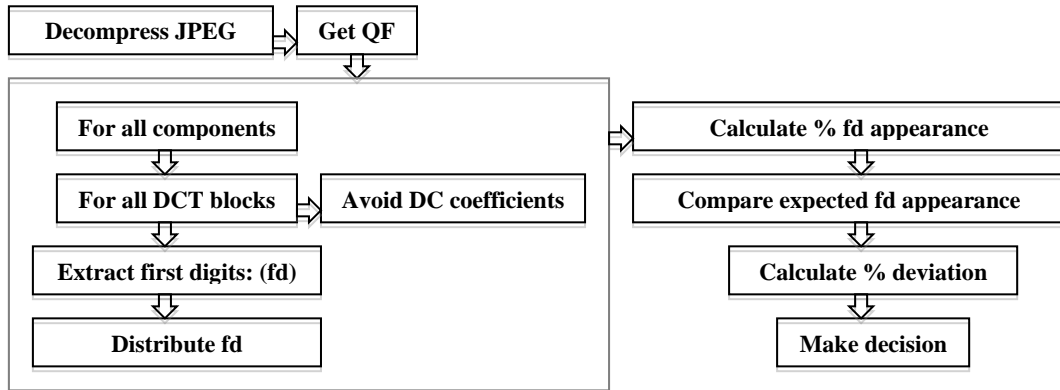 Decompress JPEG
Get QF
For all components
For all DCT blocks
Avoid DC coefficients
Extract first digits: (fd)
Distribute fd
Calculate % fd appearance
Compare expected fd appearance
Calculate % deviation
Make decision